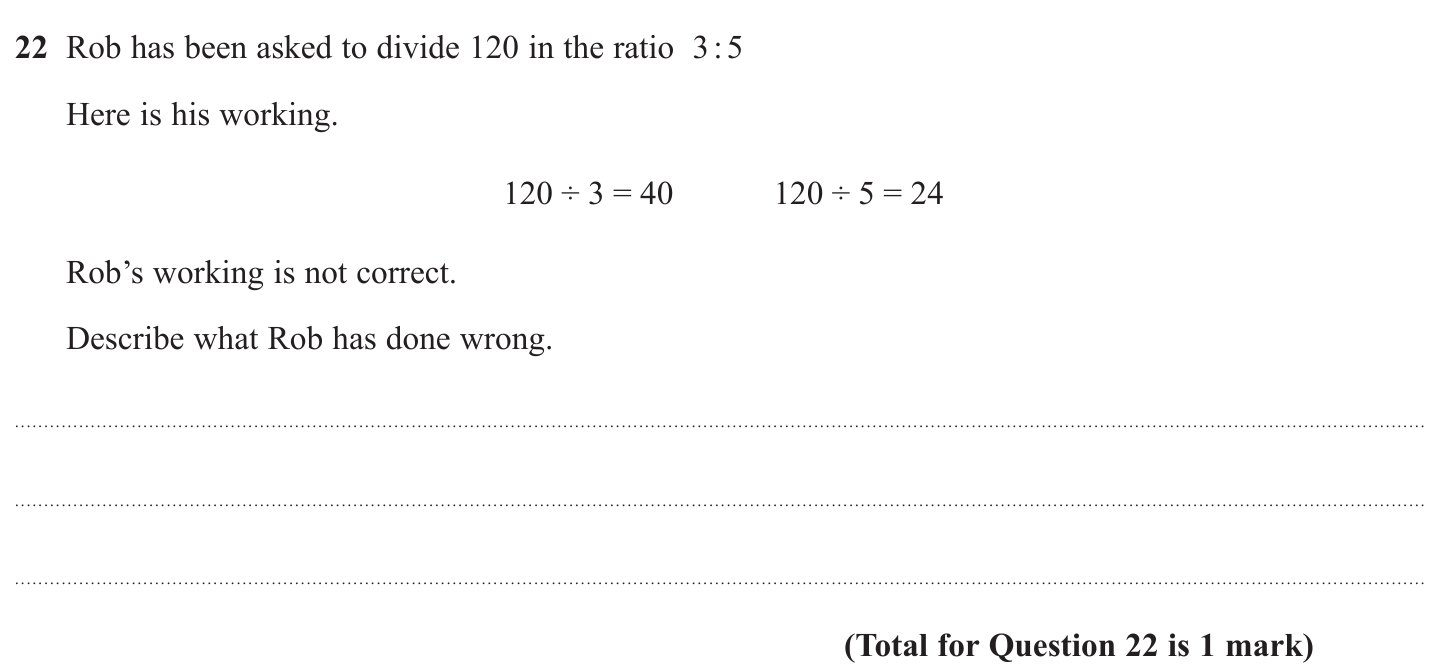 22 Rob has been asked to divide 120 in the ratio 3 : 5
Here is his working.
120 ÷ 3 = 40 120 ÷ 5 = 24
Rob’s working is not correct.
Describe what Rob has done wrong.
(Total for Question 22 is 1 mark)